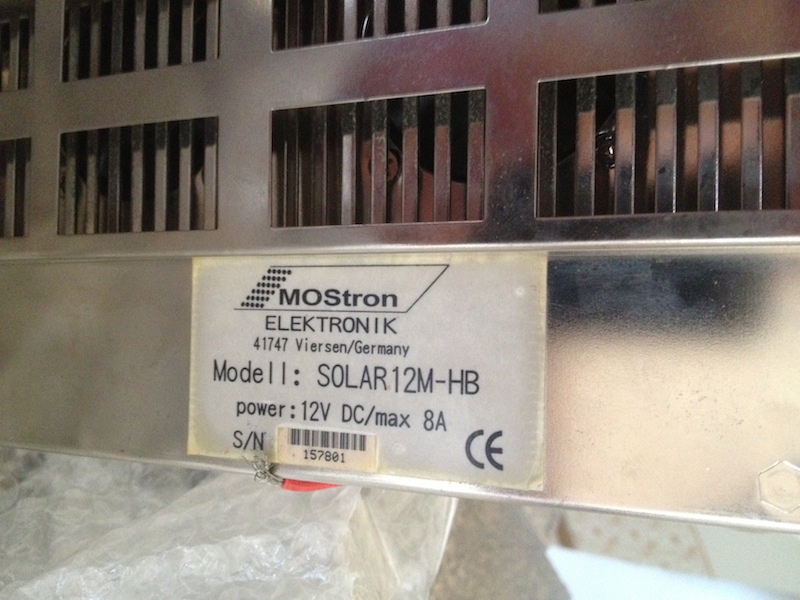 MOStron
ELEKTRONIK
41747 Viersen/Germany
Modell: SOLAR12M-HB
power:12V DC/max 8A
S/N
157801
CE